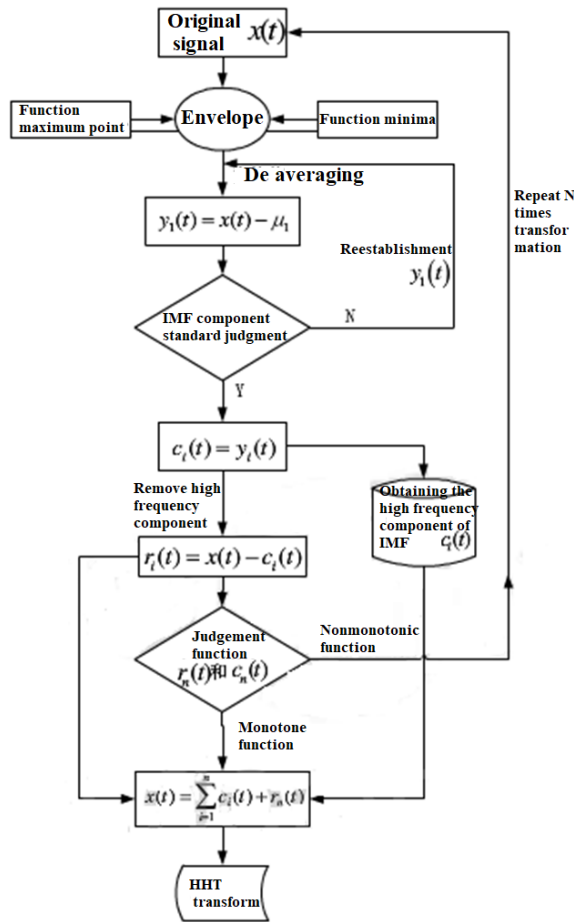 Original
signal x(t)
Function
maximum point
Envelope
Function minima
De averaging
y₁(t) = x(t) − μ₁
Reestablishment
y₁(t)
Repeat N
times
transfor
mation
IMF component
standard judgment
N
Y
cᵢ(t) = yᵢ(t)
Remove high
frequency
component
Obtaining the
high frequency
component of
IMF cᵢ(t)
rᵢ(t) = x(t) − cᵢ(t)
Judgement
function
rₙ(t)和 cₙ(t)
Nonmonotonic
function
Monotone
function
x(t) = ∑ⁿᵢ₌₁ cᵢ(t) + rₙ(t)
HHT
transform